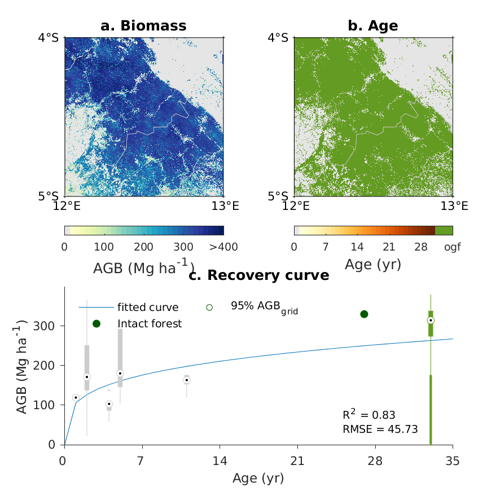 a. Biomass
b. Age
4°S
5°S
12°E
13°E
4°S
5°S
12°E
13°E
0 100 200 300 >400
AGB (Mg ha-1)
0 7 14 21 28 ogf
Age (yr)
c. Recovery curve
fitted curve
95% AGBgrid
Intact forest
AGB (Mg ha-1)
300
200
100
0
R2 = 0.83
RMSE = 45.73
0 7 14 21 28 35
Age (yr)